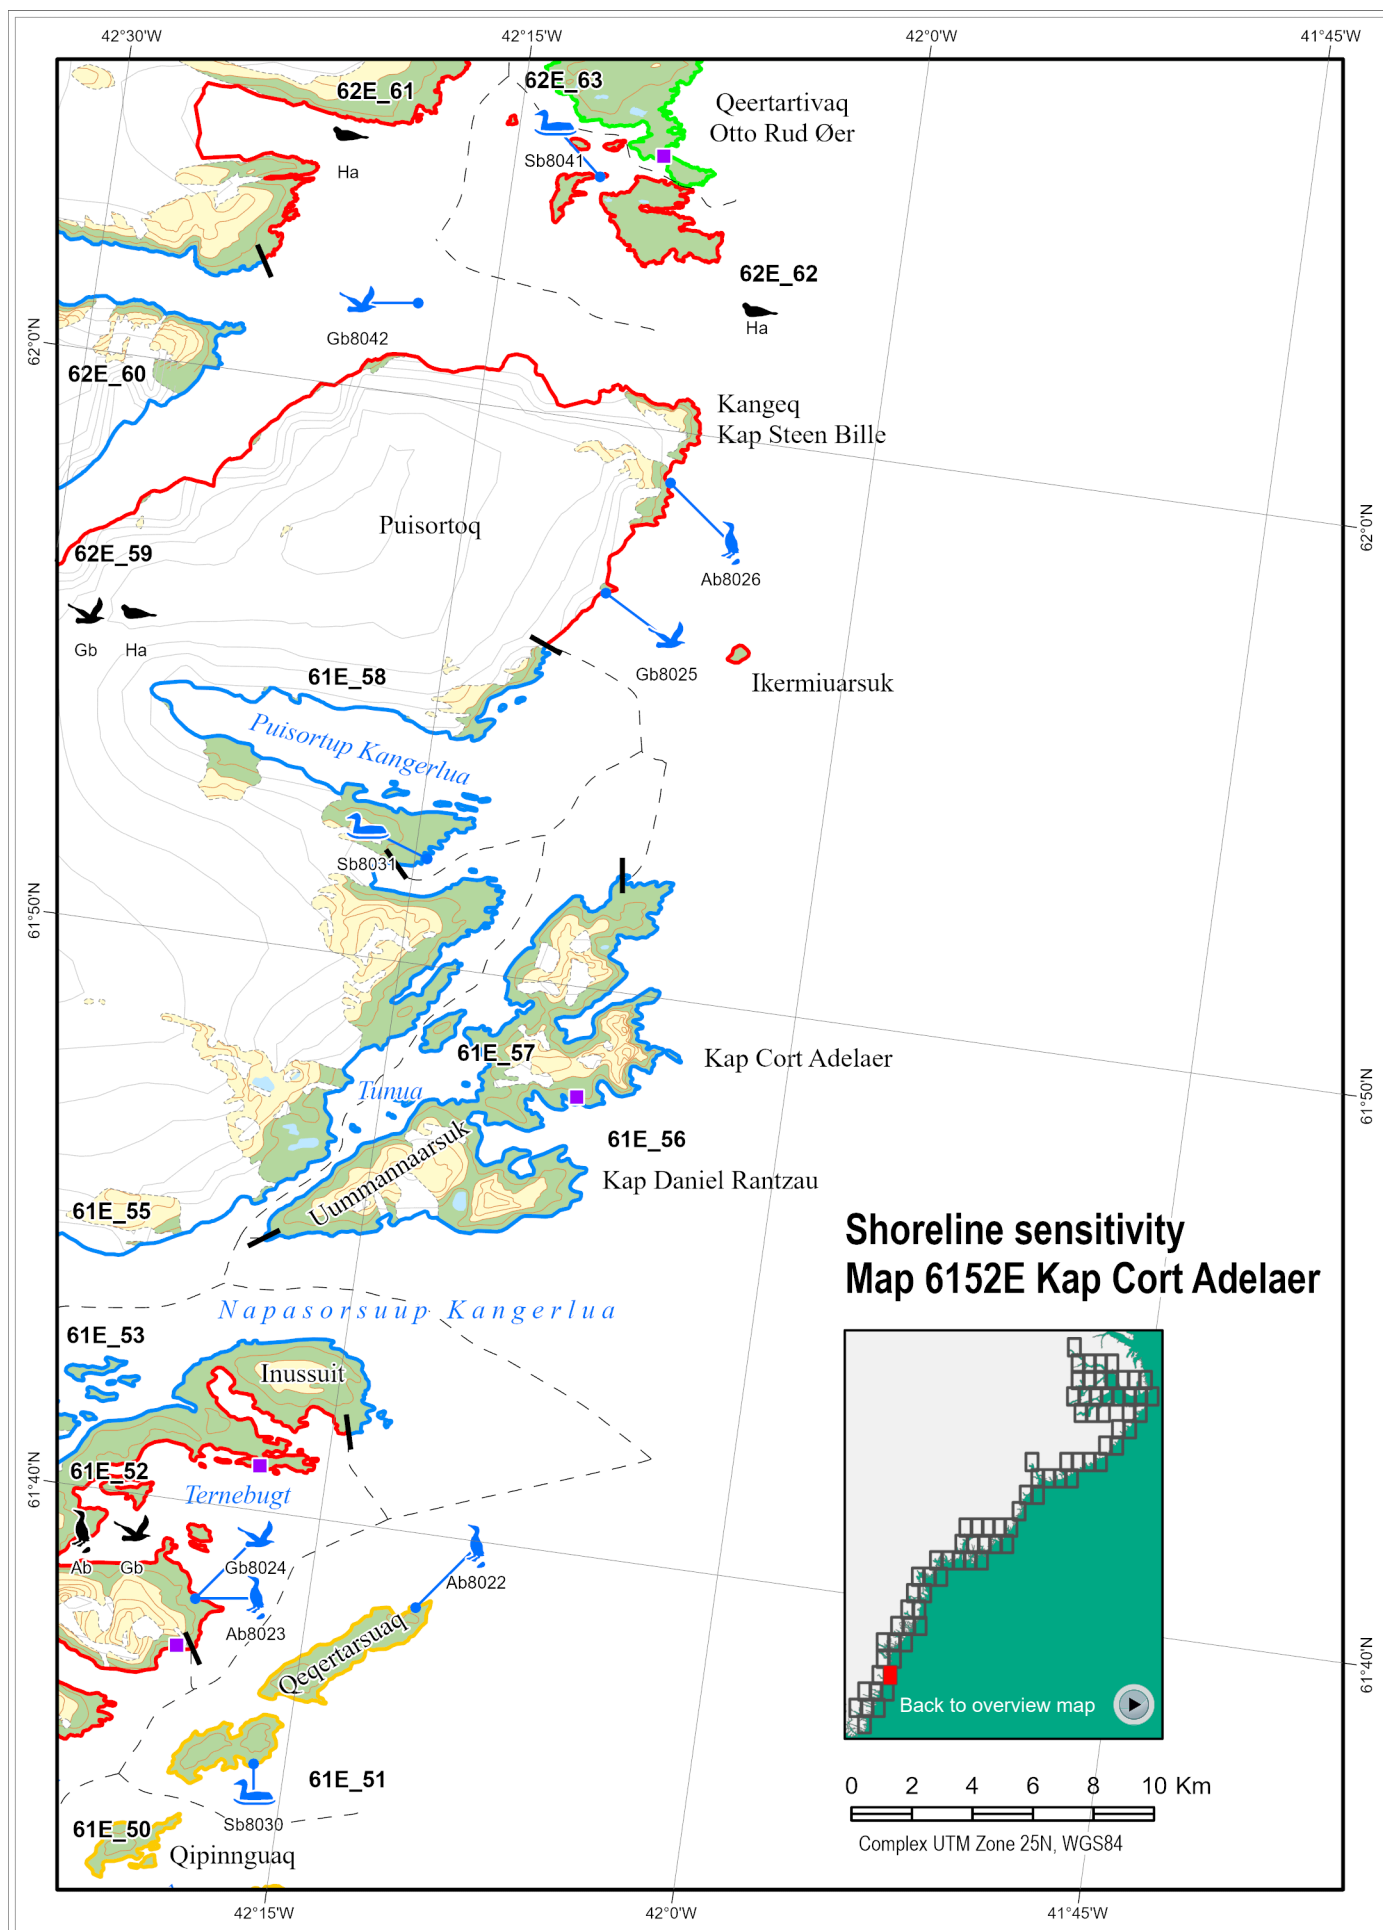 42°30'W
42°15'W
42°0'W
41°45'W
62E_61
62E_63
Qeertartivaq
Otto Rud Øer
Sb8041
Ha
62E_62
Ha
Gb8042
62°0'N
62E_60
Kangeq
Kap Steen Bille
Puisortoq
62°0'N
62E_59
Ab8026
Gb
Ha
Gb8025
61E_58
Ikermiuarsuk
Puisortup Kangerlua
Sb8031
61°50'N
61E_57
Kap Cort Adelaer
Tunua
61°50'N
61E_56
Uummannaarsuk
Kap Daniel Rantzau
61E_55
Shoreline sensitivity
Map 6152E Kap Cort Adelaer
Napasorsuup Kangerlua
61E_53
Inussuit
61E_52
61°40'N
Ternebugt
Ab
Gb
Gb8024
Ab8022
Ab8023
Qeqertarsuaq
61°40'N
Back to overview map
61E_51
0 2 4 6 8 10 Km
Sb8030
61E_50
Complex UTM Zone 25N, WGS84
Qipinnguaq
42°15'W
42°0'W
41°45'W